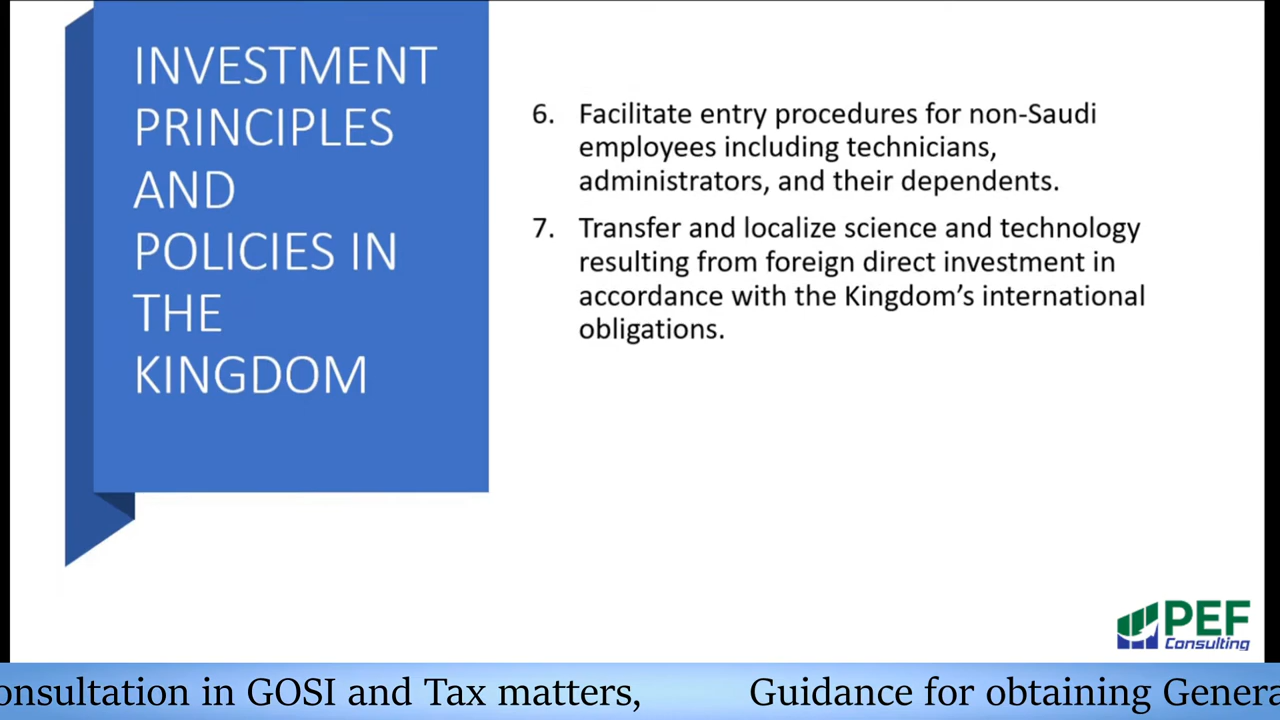 INVESTMENT
PRINCIPLES
AND
POLICIES IN
THE
KINGDOM
6. Facilitate entry procedures for non-Saudi
employees including technicians,
administrators, and their dependents.
7. Transfer and localize science and technology
resulting from foreign direct investment in
accordance with the Kingdom’s international
obligations.
PEF
Consulting
onsultation in GOSI and Tax matters, Guidance for obtaining Genera